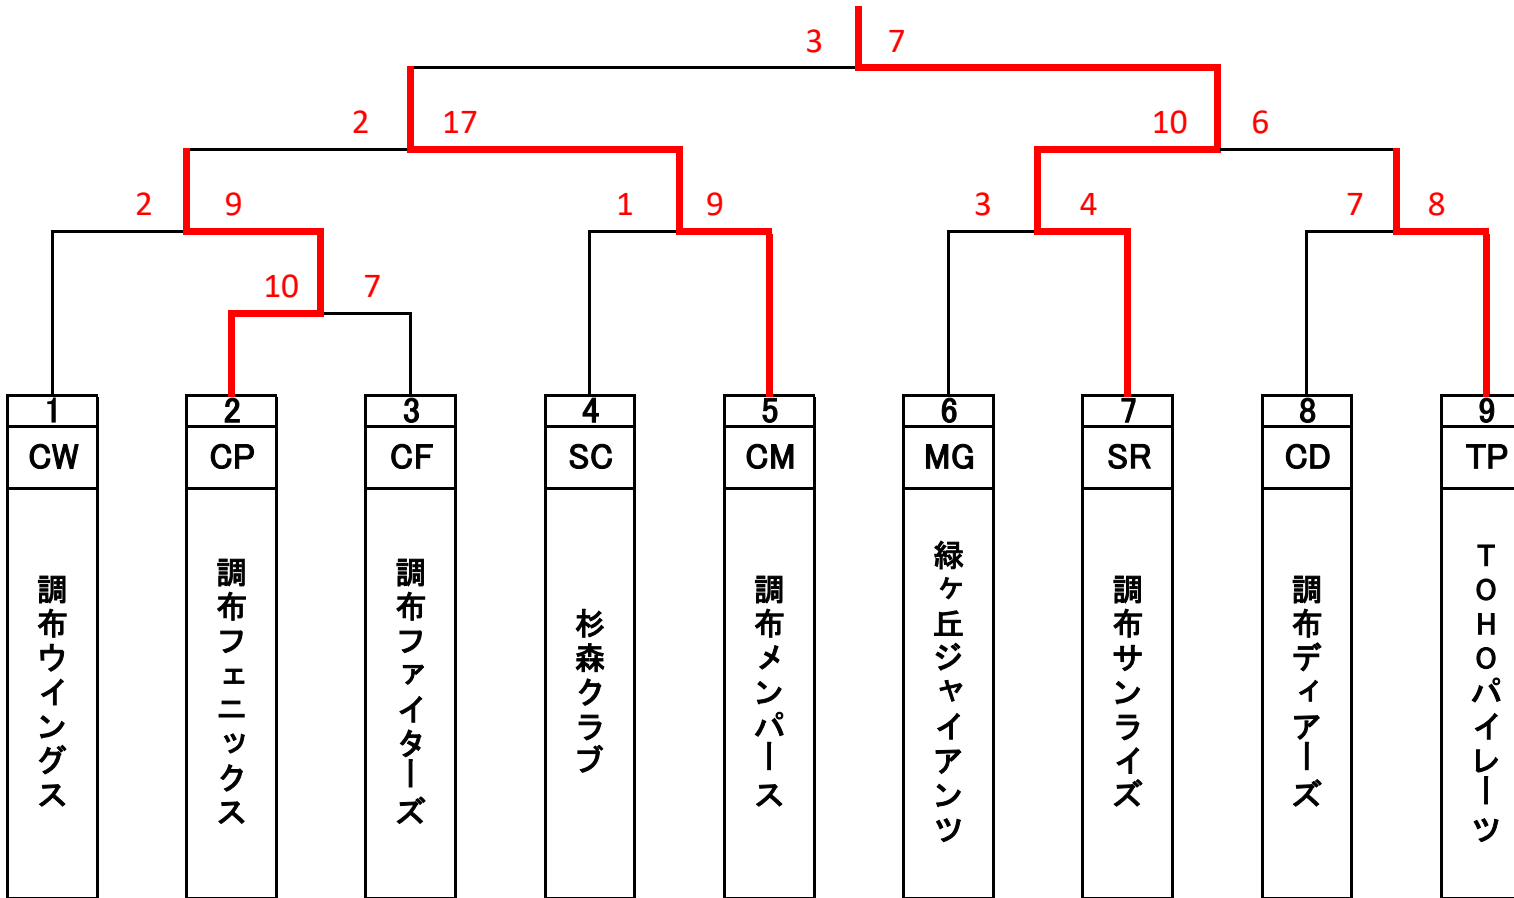 3 7
2 17 10 6
2 9 1 9 3 4 7 8
10 7
1 2 3 4 5 6 7 8 9
CW CP CF SC CM MG SR CD TP
調布ウイングス
調布フェニックス
調布ファイターズ
杉森クラブ
調布メンパース
緑ヶ丘ジャイアンツ
調布サンライズ
調布ディアーズ
TOHOパイレーツ